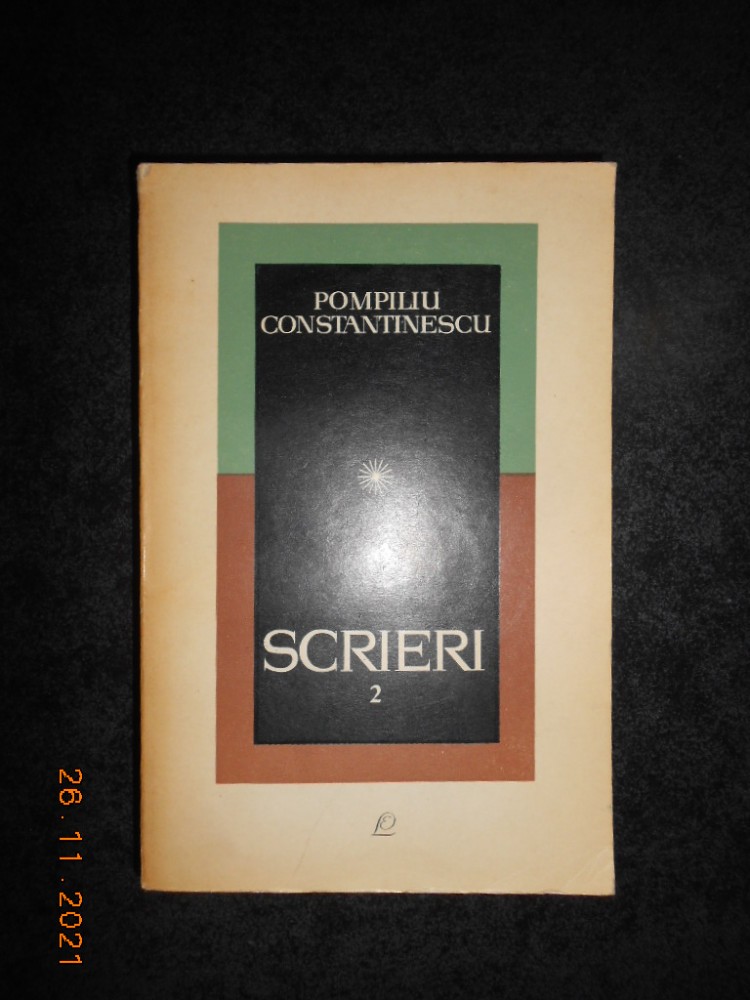 POMPILIU
CONSTANTINESCU
SCRIERI
2
26.11.2021